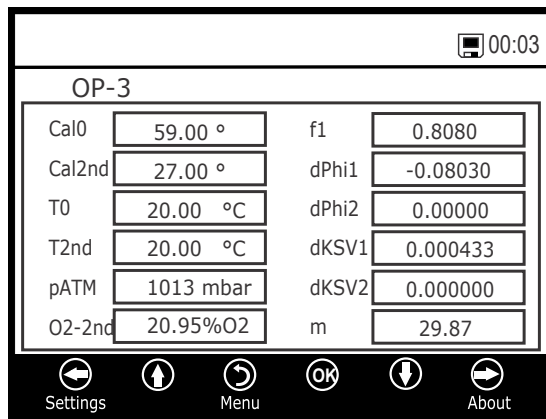 00:03
OP-3
Cal0 59.00 ° f1 0.8080
Cal2nd 27.00 ° dPhi1 -0.08030
T0 20.00 °C dPhi2 0.00000
T2nd 20.00 °C dKSV1 0.000433
pATM 1013 mbar dKSV2 0.000000
O2-2nd 20.95%O2 m 29.87
OK
Settings Menu About